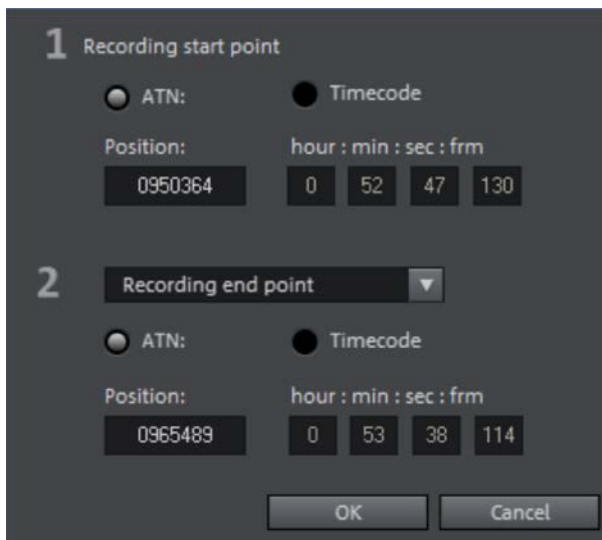 1 Recording start point
ATN: Timecode
Position: hour : min : sec : frm
0950364 0 52 47 130
2 Recording end point
ATN: Timecode
Position: hour : min : sec : frm
0965489 0 53 38 114
OK Cancel